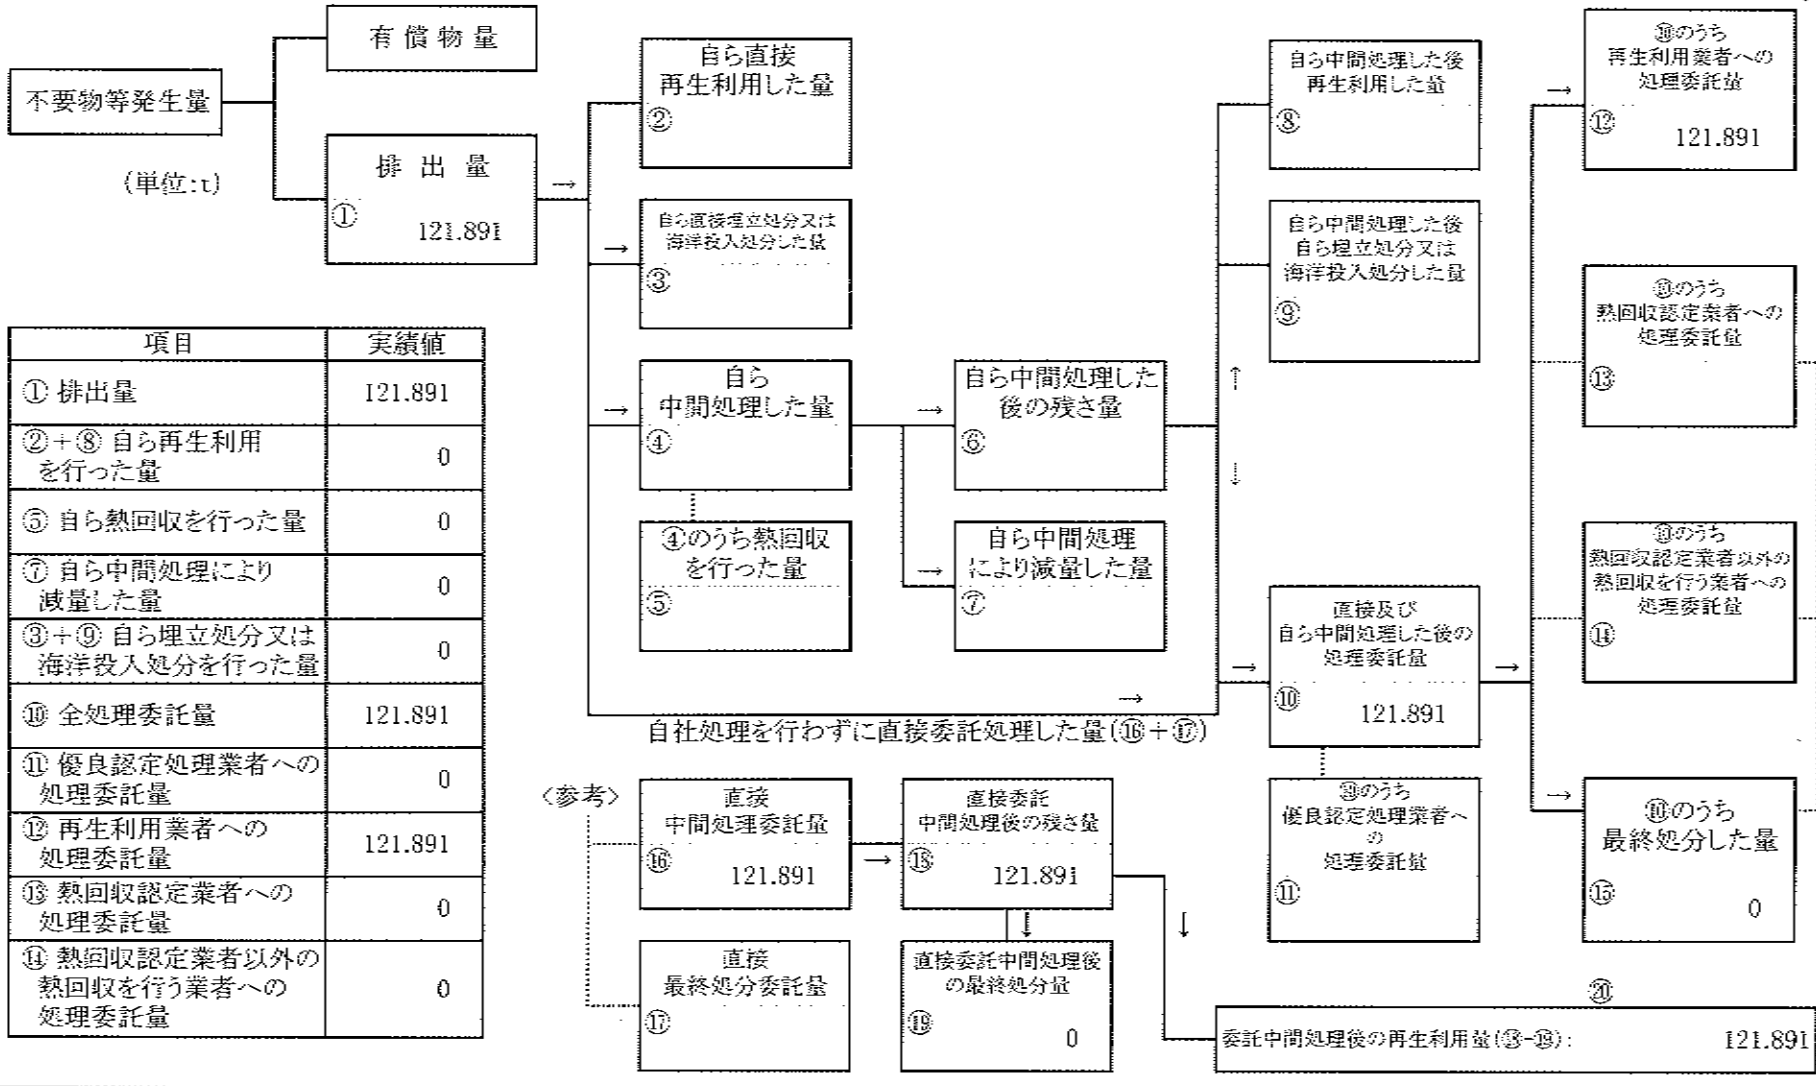 不要物等発生量
(単位:t)
有償物量
排出量
① 121.891
自ら直接
再生利用した量
②
自ら直接埋立処分又は
海洋投入処分した量
③
自ら
中間処理した量
④
④のうち熱回収
を行った量
⑤
自ら中間処理した
後の残さ量
⑥
自ら中間処理
により減量した量
⑦
自ら中間処理した後
再生利用した量
⑧
自ら中間処理した後
自ら埋立処分又は
海洋投入処分した量
⑨
直接及び
自ら中間処理した後の
処理委託量
⑩ 121.891
⑩のうち
優良認定処理業者へ
の
処理委託量
⑪
⑩のうち
再生利用業者への
処理委託量
⑫ 121.891
⑩のうち
熱回収認定業者への
処理委託量
⑬
⑩のうち
熱回収認定業者以外の
熱回収を行う業者への
処理委託量
⑭
⑩のうち
最終処分した量
⑮ 0
自社処理を行わずに直接委託処理した量(⑯+⑰)
〈参考〉
直接
中間処理委託量
⑯ 121.891
直接
最終処分委託量
⑰
直接委託
中間処理後の残さ量
⑱ 121.891
直接委託中間処理後
の最終処分量
⑲ 0
⑳
委託中間処理後の再生利用量(⑱-⑲): 121.891
項目 実績値
① 排出量 121.891
②+⑧ 自ら再生利用
を行った量 0
⑤ 自ら熱回収を行った量 0
⑦ 自ら中間処理により
減量した量 0
③+⑨ 自ら埋立処分又は
海洋投入処分を行った量 0
⑩ 全処理委託量 121.891
⑪ 優良認定処理業者への
処理委託量 0
⑫ 再生利用業者への
処理委託量 121.891
⑬ 熱回収認定業者への
処理委託量 0
⑭ 熱回収認定業者以外の
熱回収を行う業者への
処理委託量 0